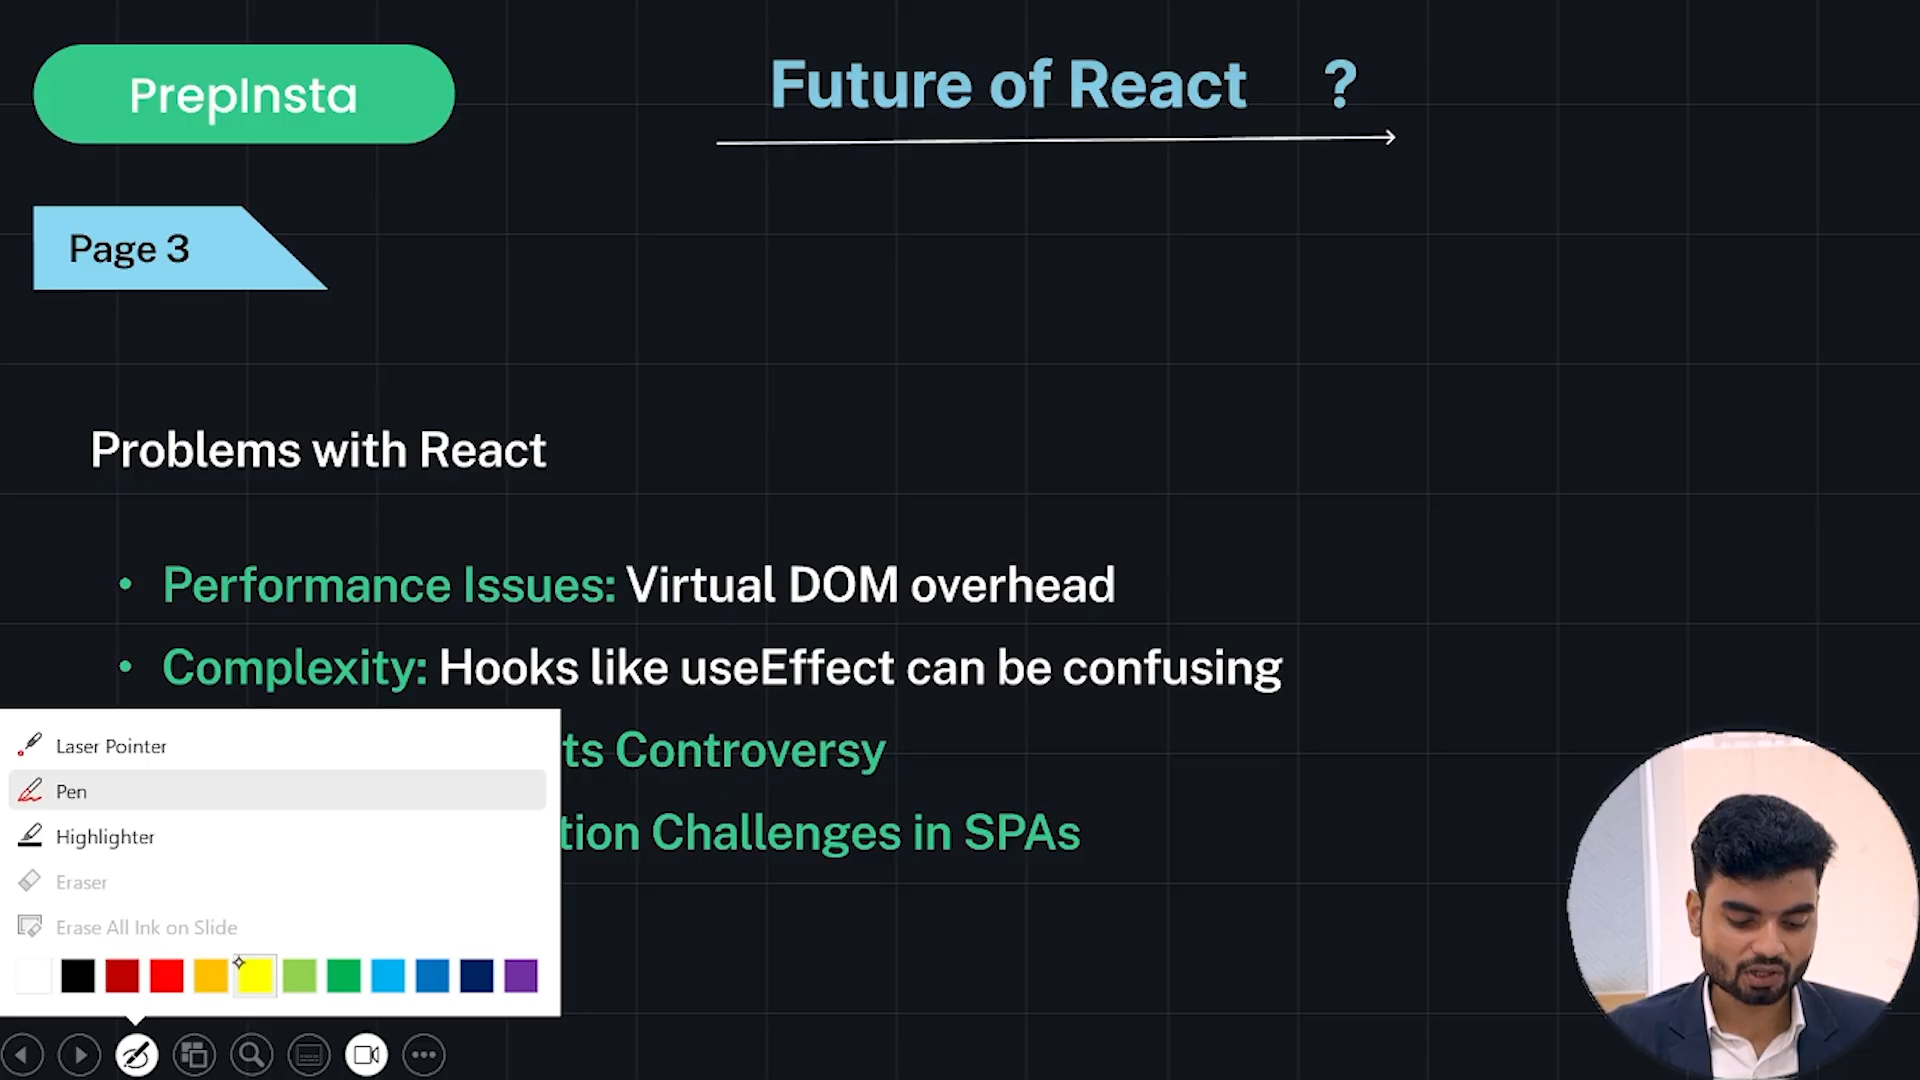 PrepInsta
Future of React ?
Page 3
Problems with React
• Performance Issues: Virtual DOM overhead
• Complexity: Hooks like useEffect can be confusing
ts Controversy
tion Challenges in SPAs
Laser Pointer
Pen
Highlighter
Eraser
Erase All Ink on Slide